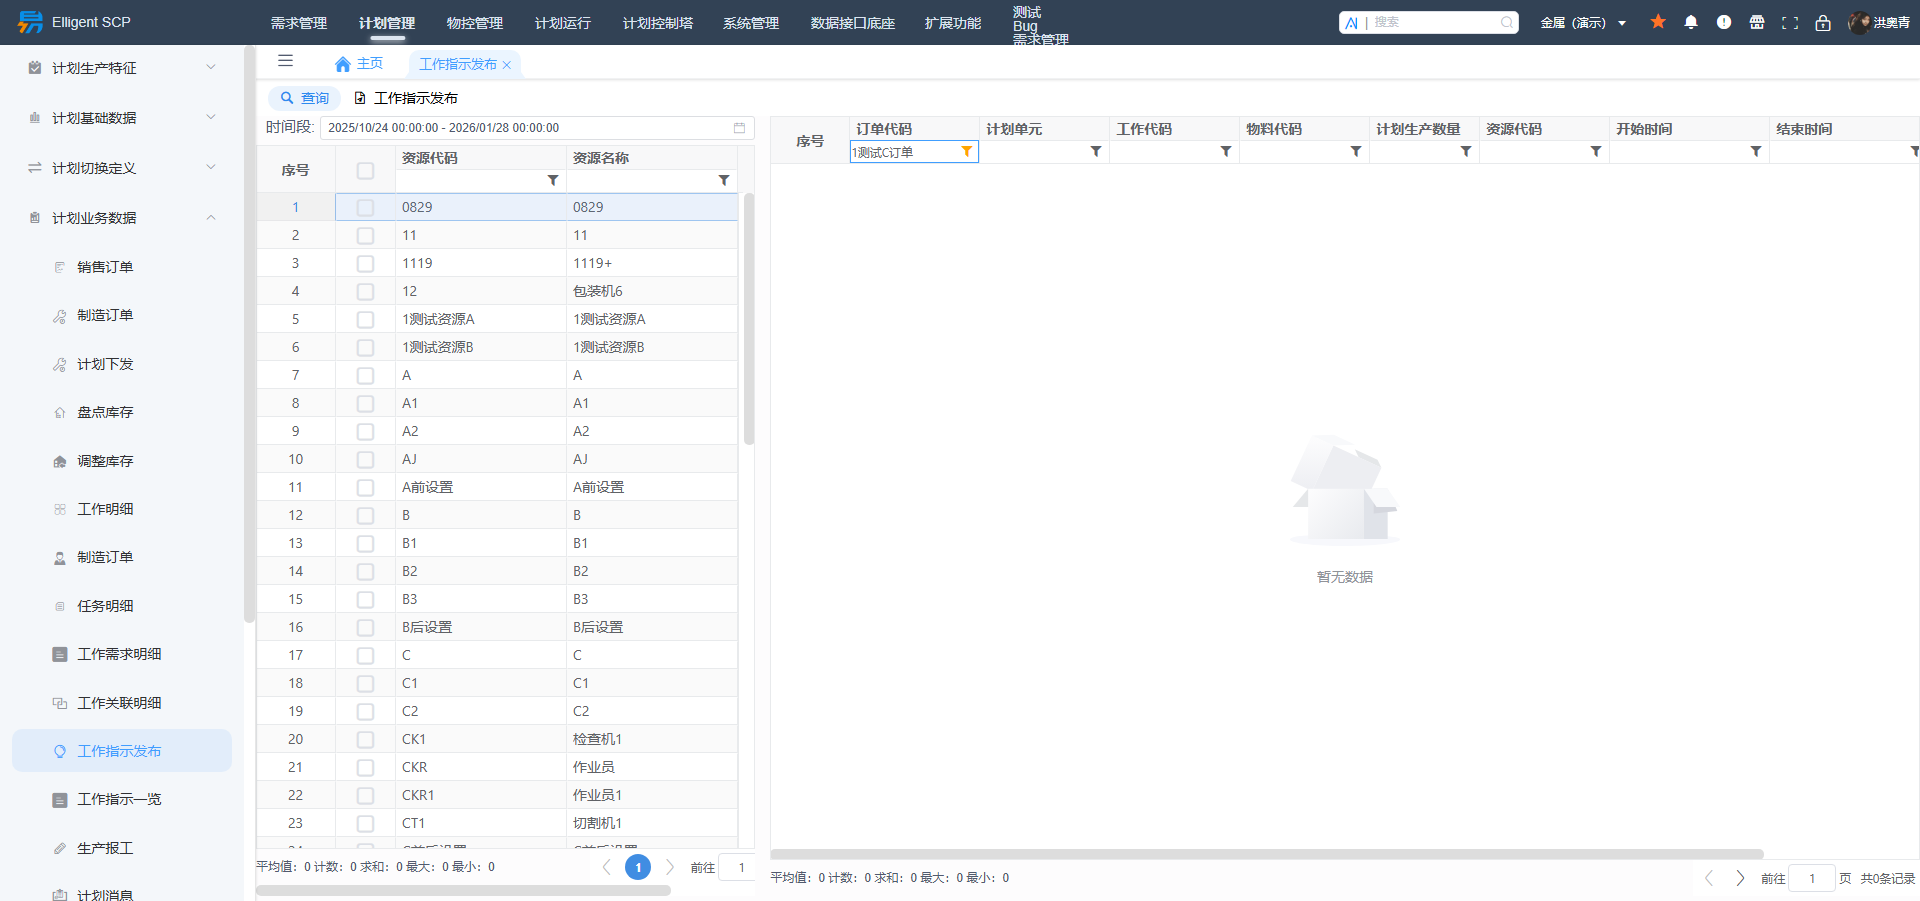 Elligent SCP
需求管理
计划管理
物控管理
计划运行
计划控制塔
系统管理
数据接口底座
扩展功能
测试
Bug
需求管理
AI | 搜索
金属（演示）
洪奥青
计划生产特征
计划基础数据
计划切换定义
计划业务数据
销售订单
制造订单
计划下发
盘点库存
调整库存
工作明细
制造订单
任务明细
工作需求明细
工作关联明细
工作指示发布
工作指示一览
生产报工
计划消息
主页
工作指示发布
查询
工作指示发布
时间段: 2025/10/24 00:00:00 - 2026/01/28 00:00:00
序号 资源代码 资源名称
1 0829 0829
2 11 11
3 1119 1119+
4 12 包装机6
5 1测试资源A 1测试资源A
6 1测试资源B 1测试资源B
7 A A
8 A1 A1
9 A2 A2
10 AJ AJ
11 A前设置 A前设置
12 B B
13 B1 B1
14 B2 B2
15 B3 B3
16 B后设置 B后设置
17 C C
18 C1 C1
19 C2 C2
20 CK1 检查机1
21 CKR 作业员
22 CKR1 作业员1
23 CT1 切割机1
平均值：0 计数：0 求和：0 最大：0 最小：0
1
前往 1
序号 订单代码 计划单元 工作代码 物料代码 计划生产数量 资源代码 开始时间 结束时间
1测试C订单
暂无数据
平均值：0 计数：0 求和：0 最大：0 最小：0
前往 1 页 共0条记录